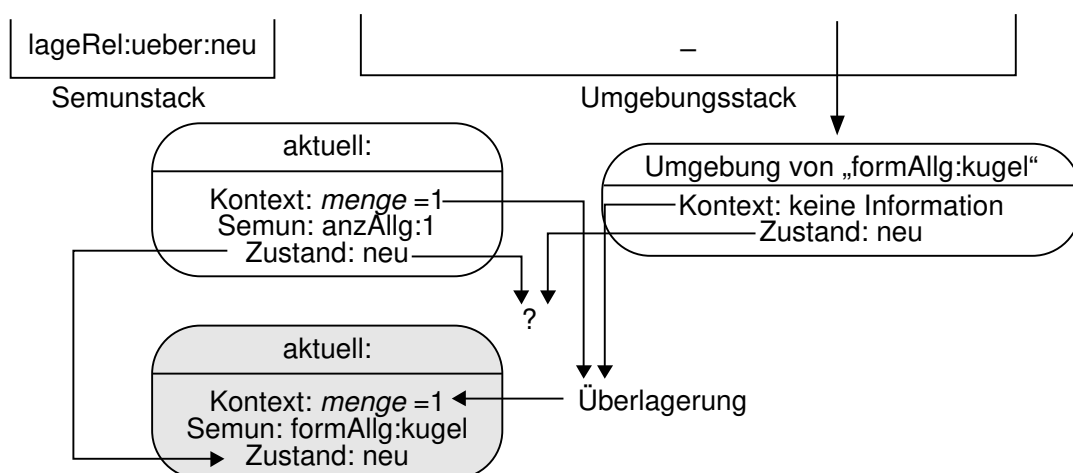 lageRel:ueber:neu
–
Semunstack
Umgebungsstack
aktuell:
Kontext: menge =1
Semun: anzAllg:1
Zustand: neu
Umgebung von „formAllg:kugel“
Kontext: keine Information
Zustand: neu
?
aktuell:
Kontext: menge =1
Semun: formAllg:kugel
Zustand: neu
Überlagerung